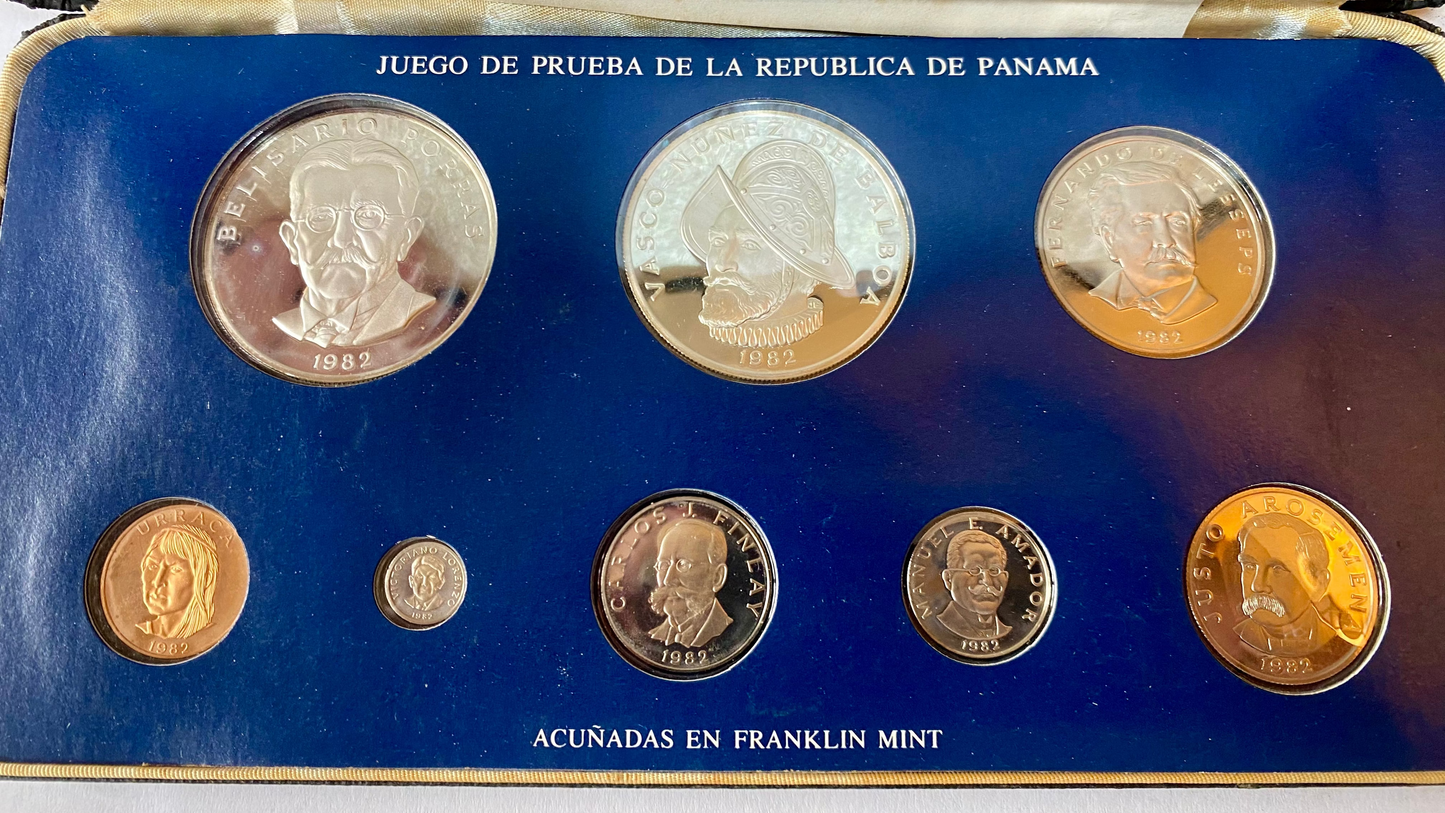 JUEGO DE PRUEBA DE LA REPUBLICA DE PANAMA
BELISARIO PORRAS
1982
VASCO NÚÑEZ DE BALBOA
1982
FERNANDO DE LESSEPS
1982
URRACA
1982
VICTORIANO LORENZO
1982
CARLOS J. FINLAY
1982
MANUEL E. AMADOR
1982
JUSTO AROSEMENA
1982
ACUÑADAS EN FRANKLIN MINT